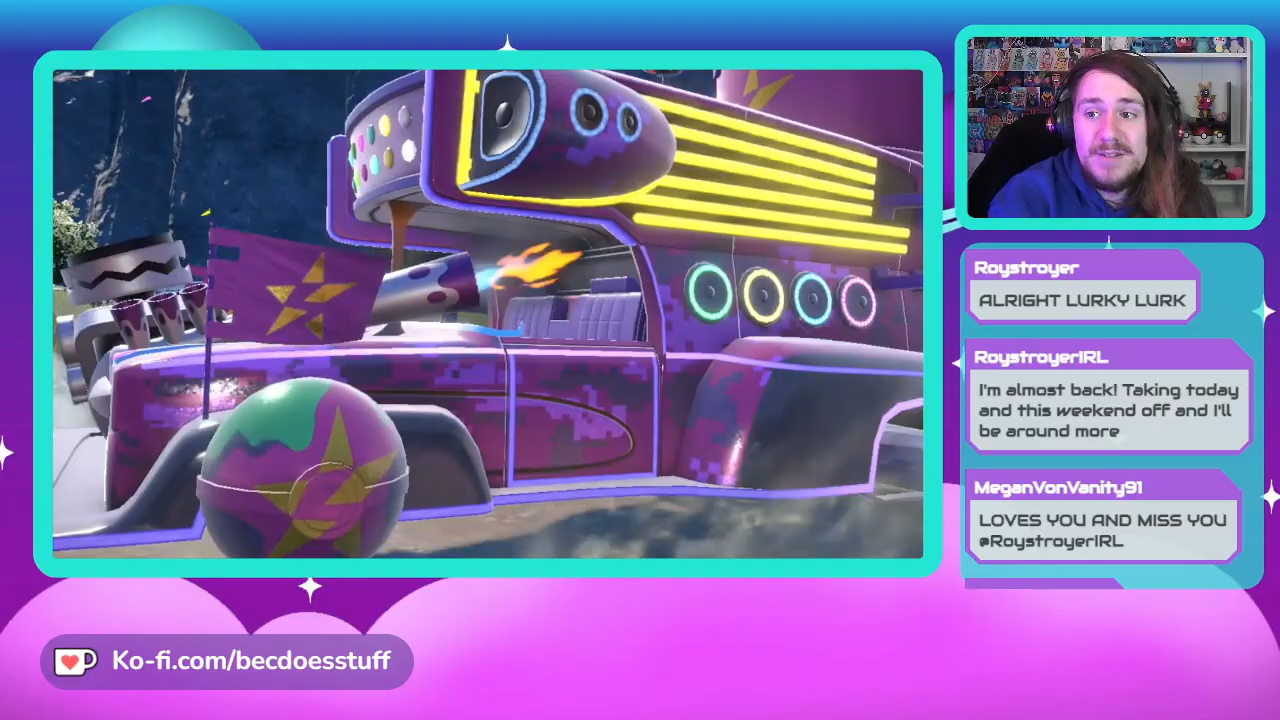 Roystroyer
ALRIGHT LURKY LURK
RoystroyerIRL
I'm almost back! Taking today
and this weekend off and I'll
be around more
MeganVonVanity91
LOVES YOU AND MISS YOU
@RoystroyerIRL
Ko-fi.com/becdoesstuff